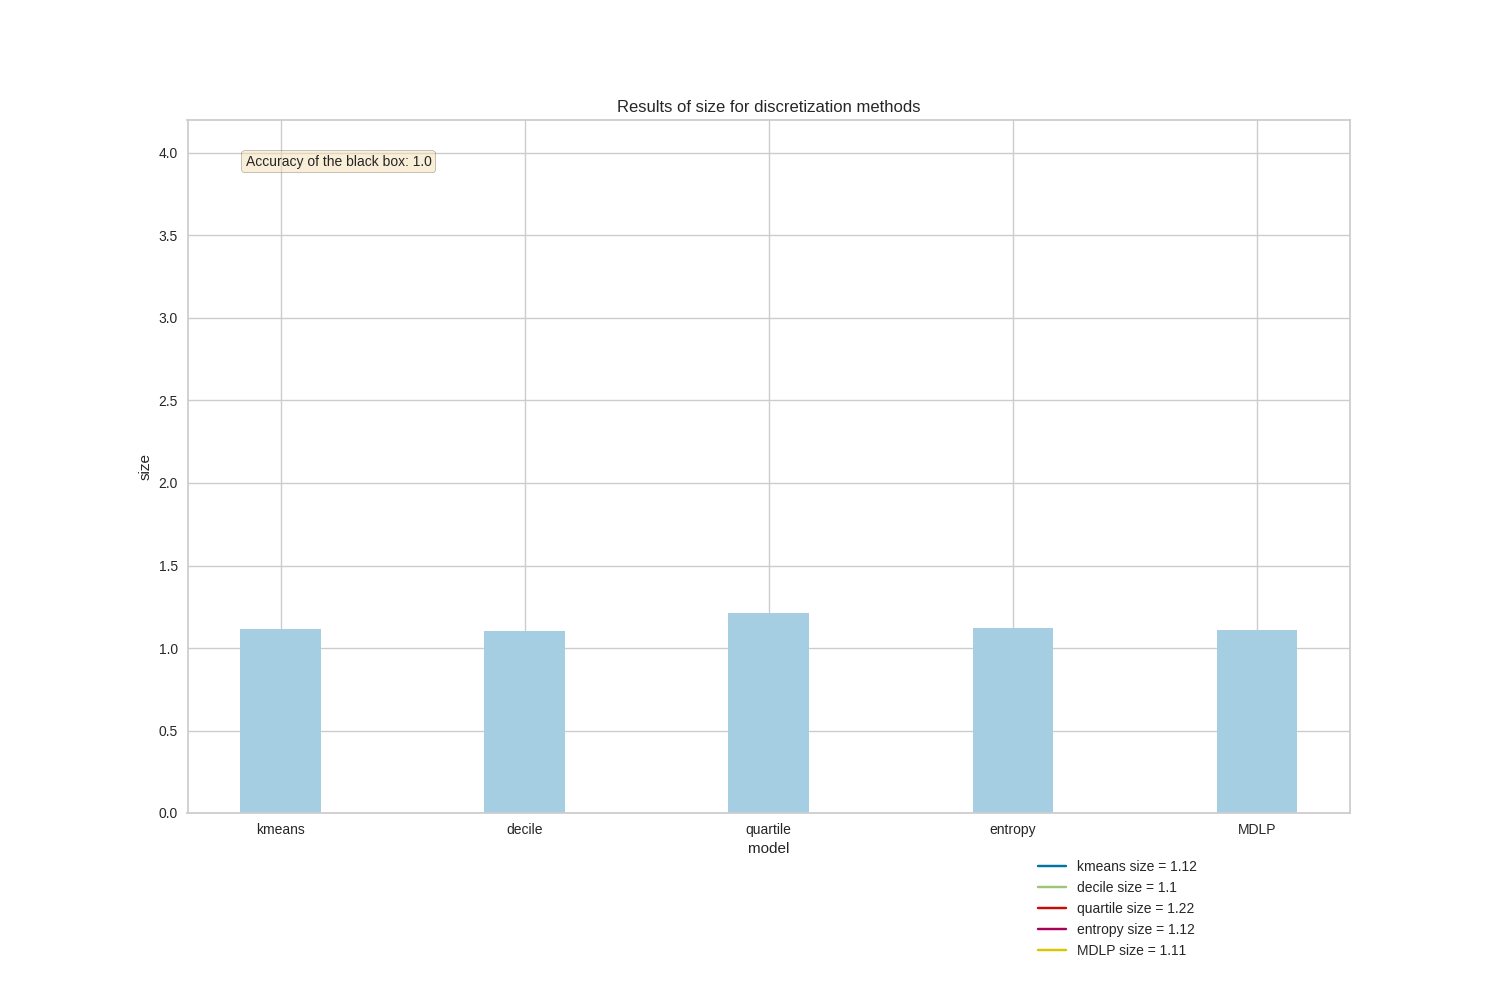 Results of size for discretization methods
Accuracy of the black box: 1.0
4.0
3.5
3.0
2.5
2.0
1.5
1.0
0.5
0.0
size
kmeans decile quartile entropy MDLP
model
kmeans size = 1.12
decile size = 1.1
quartile size = 1.22
entropy size = 1.12
MDLP size = 1.11